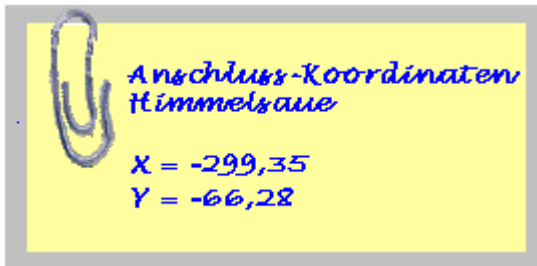 Anschluss-Koordinaten
Himmelsaue
X = -299,35
Y = -66,28